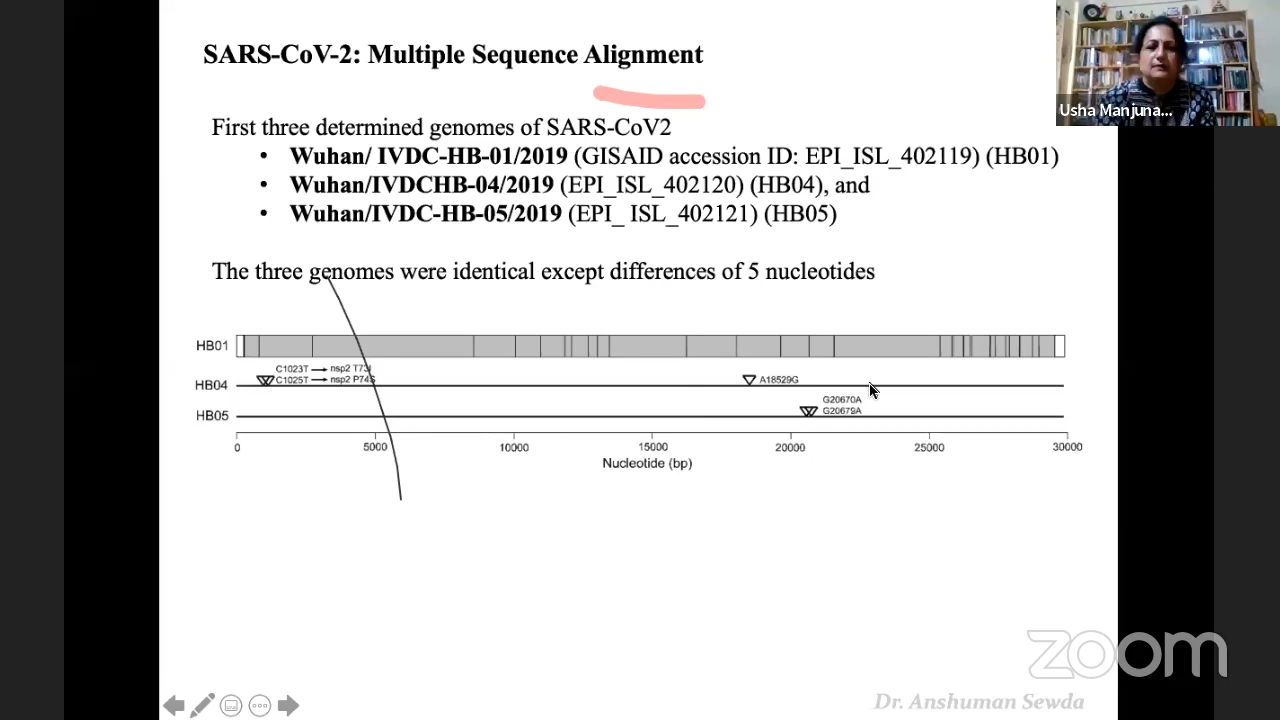 SARS-CoV-2: Multiple Sequence Alignment
Usha Manjuna...
First three determined genomes of SARS-CoV2
• Wuhan/ IVDC-HB-01/2019 (GISAID accession ID: EPI_ISL_402119) (HB01)
• Wuhan/IVDCHB-04/2019 (EPI_ISL_402120) (HB04), and
• Wuhan/IVDC-HB-05/2019 (EPI_ ISL_402121) (HB05)
The three genomes were identical except differences of 5 nucleotides
HB01
C1023T → nsp2 T73I
HB04 C1025T → nsp2 P74S A18529G
G20670A
HB05 G20679A
0 5000 10000 15000 20000 25000 30000
Nucleotide (bp)
zoom
Dr. Anshuman Sewda